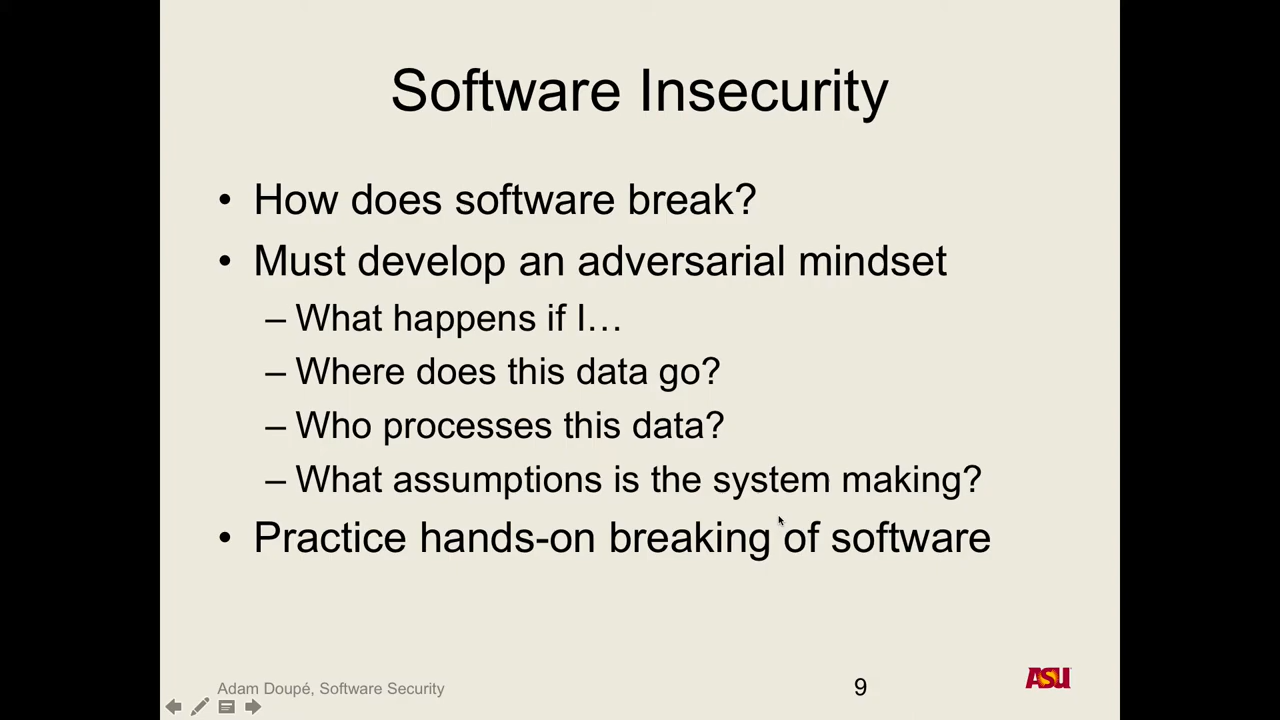 Software Insecurity
• How does software break?
• Must develop an adversarial mindset
– What happens if I…
– Where does this data go?
– Who processes this data?
– What assumptions is the system making?
• Practice hands-on breaking of software
Adam Doupé, Software Security
9
ASU